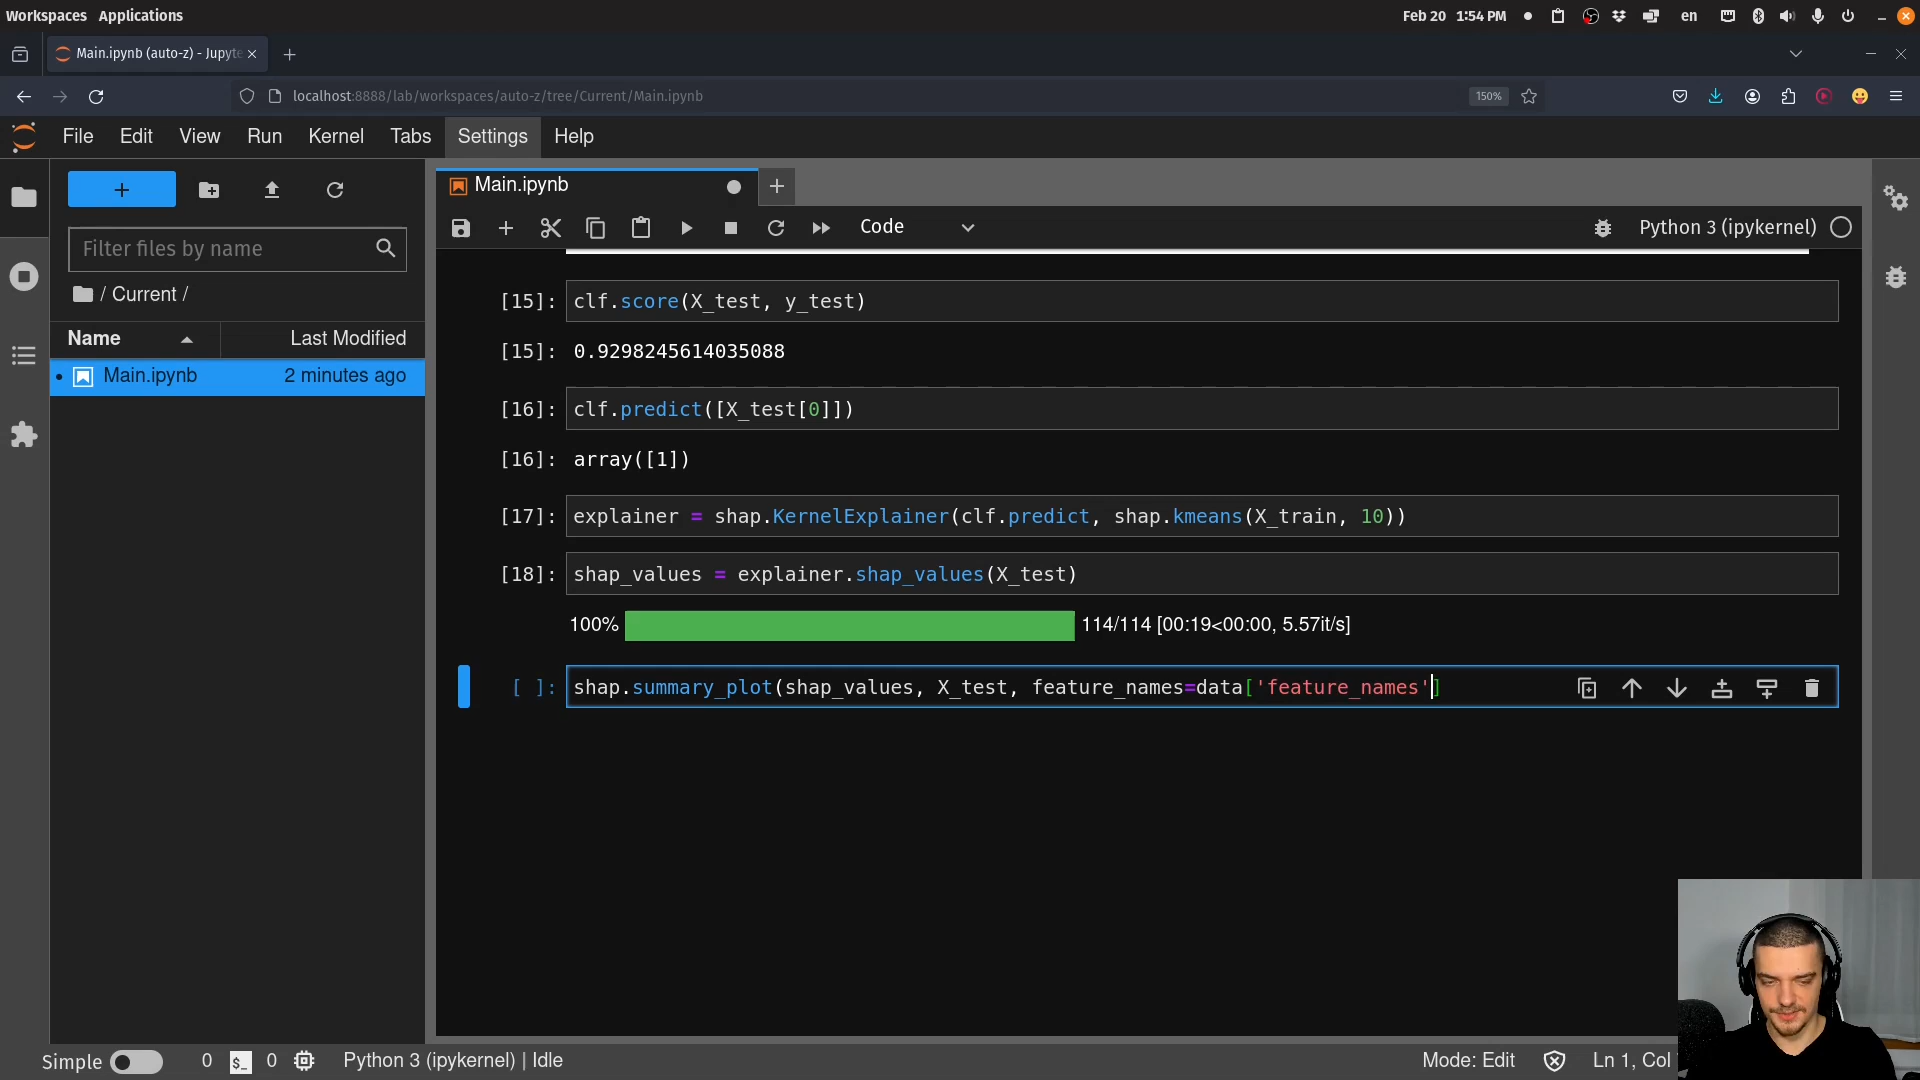 Workspaces Applications Feb 20 1:54 PM en
Main.ipynb (auto-z) - Jupyte
localhost:8888/lab/workspaces/auto-z/tree/Current/Main.ipynb 150%
File Edit View Run Kernel Tabs Settings Help
Main.ipynb
Code Python 3 (ipykernel)
Filter files by name
/ Current /
Name Last Modified
Main.ipynb 2 minutes ago
[15]: clf.score(X_test, y_test)
[15]: 0.9298245614035088
[16]: clf.predict([X_test[0]])
[16]: array([1])
[17]: explainer = shap.KernelExplainer(clf.predict, shap.kmeans(X_train, 10))
[18]: shap_values = explainer.shap_values(X_test)
100% 114/114 [00:19<00:00, 5.57it/s]
[ ]: shap.summary_plot(shap_values, X_test, feature_names=data['feature_names']
Simple 0 $_ 0 Python 3 (ipykernel) | Idle Mode: Edit Ln 1, Col